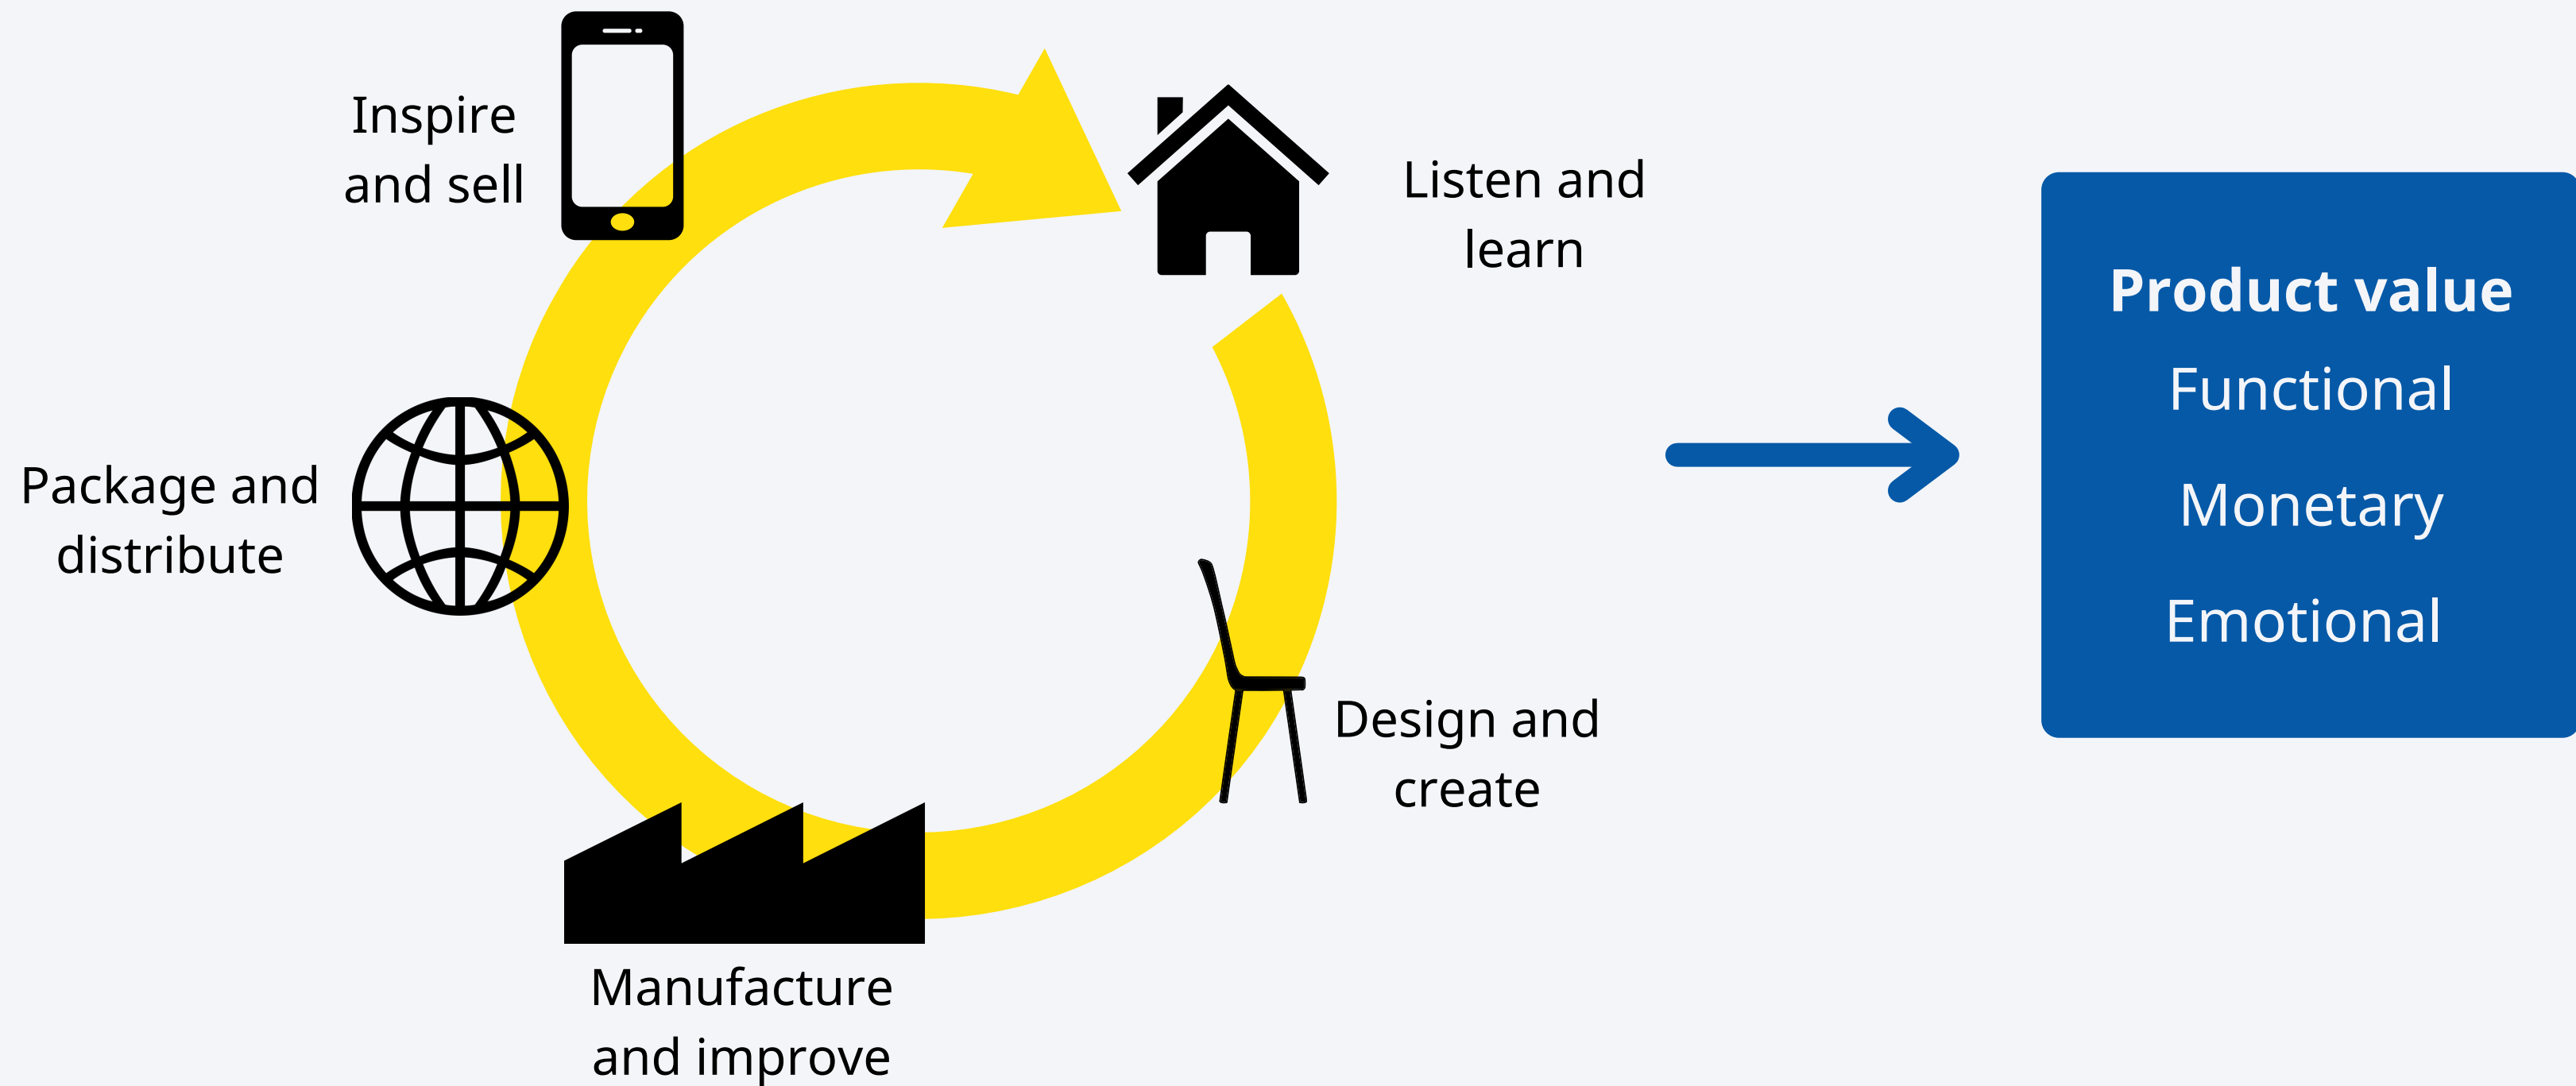 Inspire
and sell
Listen and
learn
Package and
distribute
Design and
create
Manufacture
and improve
Product value
Functional
Monetary
Emotional